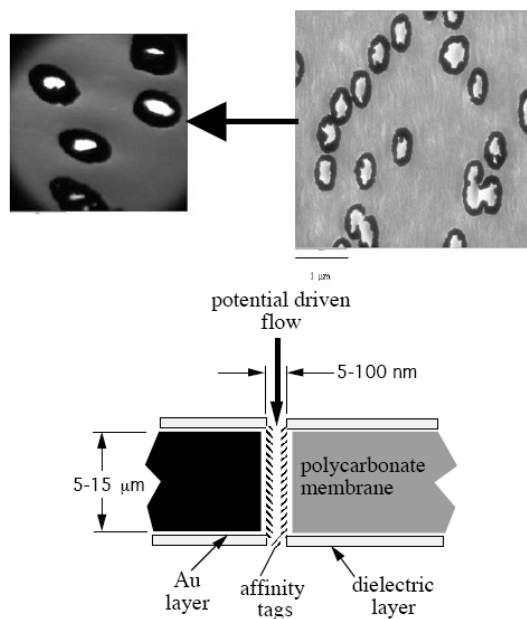 1 μm
potential driven
flow
5-100 nm
5-15 μm
polycarbonate
membrane
Au
layer
affinity
tags
dielectric
layer